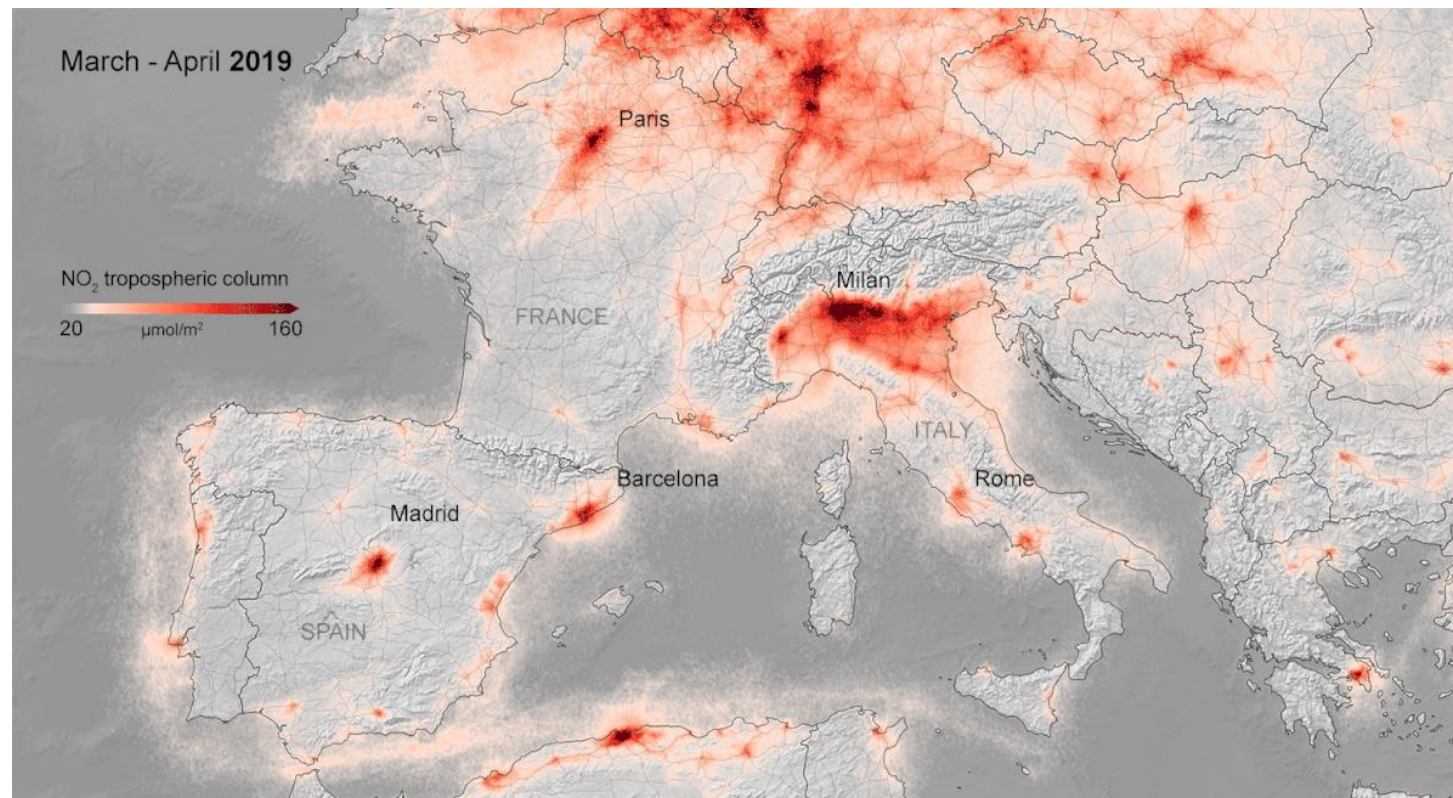 March - April 2019
Paris
NO₂ tropospheric column
20 µmol/m² 160
Milan
FRANCE
ITALY
Barcelona
Rome
Madrid
SPAIN